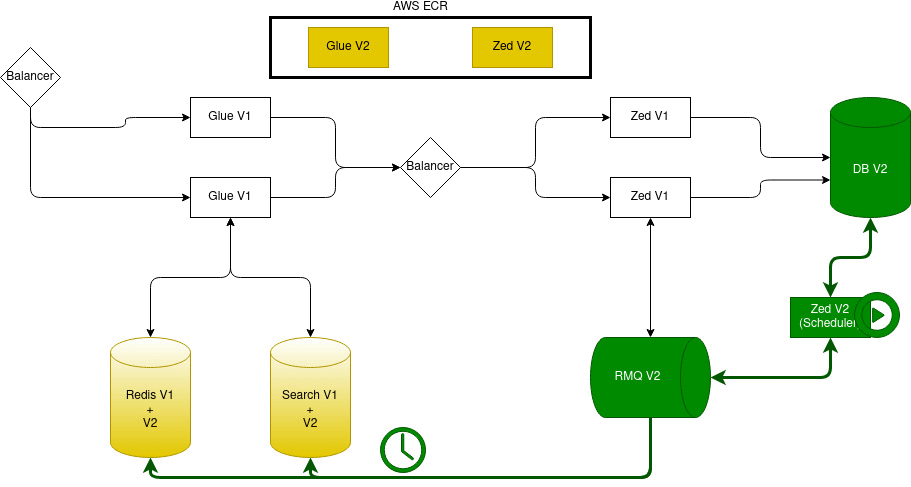 AWS ECR
Glue V2
Zed V2
Balancer
Glue V1
Zed V1
Balancer
DB V2
Glue V1
Zed V1
Zed V2
(Scheduler
RMQ V2
Redis V1
+
V2
Search V1
+
V2